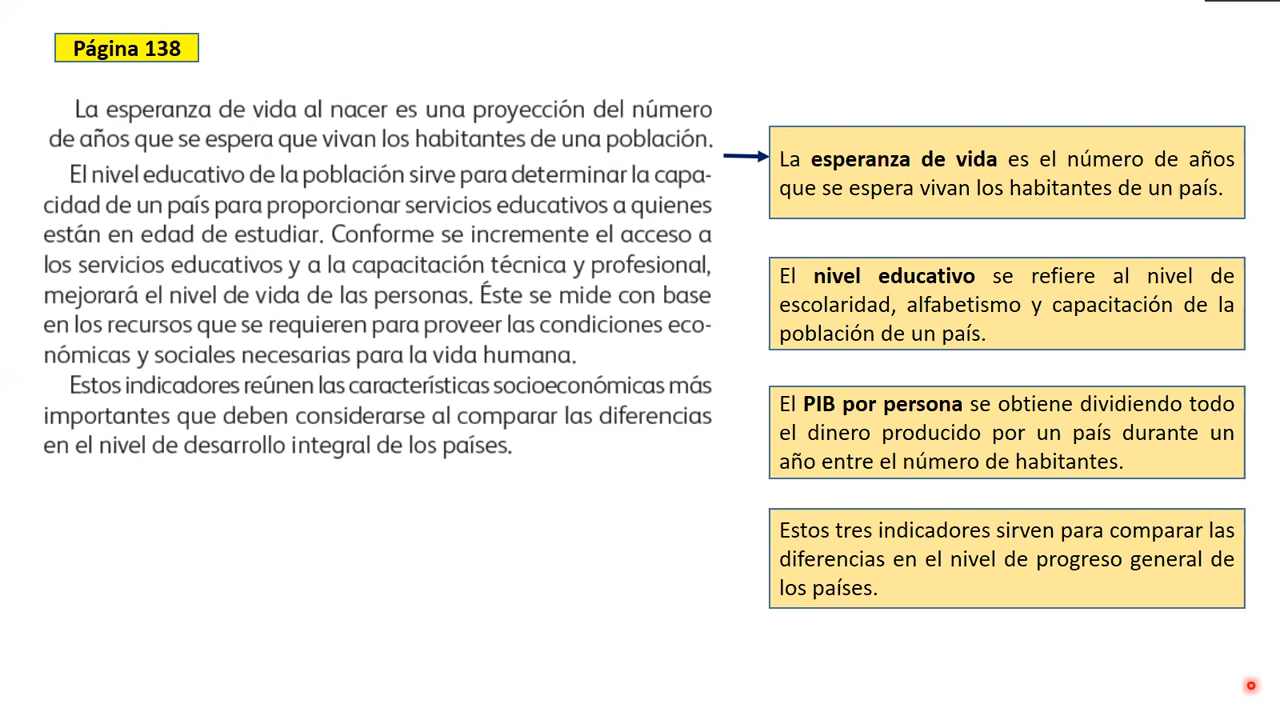 Página 138
La esperanza de vida al nacer es una proyección del número
de años que se espera que vivan los habitantes de una población.
El nivel educativo de la población sirve para determinar la capa-
cidad de un país para proporcionar servicios educativos a quienes
están en edad de estudiar. Conforme se incremente el acceso a
los servicios educativos y a la capacitación técnica y profesional,
mejorará el nivel de vida de las personas. Éste se mide con base
en los recursos que se requieren para proveer las condiciones eco-
nómicas y sociales necesarias para la vida humana.
Estos indicadores reúnen las características socioeconómicas más
importantes que deben considerarse al comparar las diferencias
en el nivel de desarrollo integral de los países.
La esperanza de vida es el número de años
que se espera vivan los habitantes de un país.
El nivel educativo se refiere al nivel de
escolaridad, alfabetismo y capacitación de la
población de un país.
El PIB por persona se obtiene dividiendo todo
el dinero producido por un país durante un
año entre el número de habitantes.
Estos tres indicadores sirven para comparar las
diferencias en el nivel de progreso general de
los países.